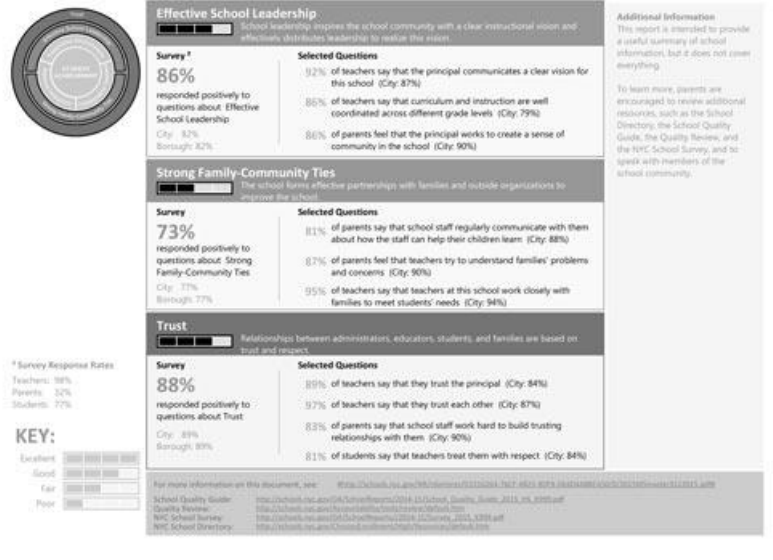 Trust
Effective School Leadership
School leadership inspires the school community with a clear instructional vision and
effectively distributes leadership to realize this vision.
Survey ‡
86%
responded positively to
questions about Effective
School Leadership
City: 82%
Borough: 82%
Selected Questions
92% of teachers say that the principal communicates a clear vision for
this school (City: 87%)
86% of teachers say that curriculum and instruction are well
coordinated across different grade levels (City: 79%)
86% of parents feel that the principal works to create a sense of
community in the school (City: 90%)
Strong Family-Community Ties
The school forms effective partnerships with families and outside organizations to
improve the school.
Survey
73%
responded positively to
questions about Strong
Family-Community Ties
City: 77%
Borough: 77%
Selected Questions
81% of parents say that school staff regularly communicate with them
about how the staff can help their children learn (City: 88%)
87% of parents feel that teachers try to understand families' problems
and concerns (City: 90%)
95% of teachers say that teachers at this school work closely with
families to meet students' needs (City: 94%)
Trust
Relationships between administrators, educators, students, and families are based on
trust and respect.
Survey
88%
responded positively to
questions about Trust
City: 89%
Borough: 89%
Selected Questions
89% of teachers say that they trust the principal (City: 84%)
97% of teachers say that they trust each other (City: 87%)
83% of parents say that school staff work hard to build trusting
relationships with them (City: 90%)
81% of students say that teachers treat them with respect (City: 84%)
Additional Information
This report is intended to provide
a useful summary of school
information, but it does not cover
everything.
To learn more, parents are
encouraged to review additional
resources, such as the School
Directory, the School Quality
Guide, the Quality Review, and
the NYC School Survey, and to
speak with members of the
school community.
‡ Survey Response Rates
Teachers: 98%
Parents: 32%
Students: 77%
KEY:
Excellent
Good
Fair
Poor
For more information on this document, see:
School Quality Guide:
Quality Review:
NYC School Survey:
NYC School Directory: